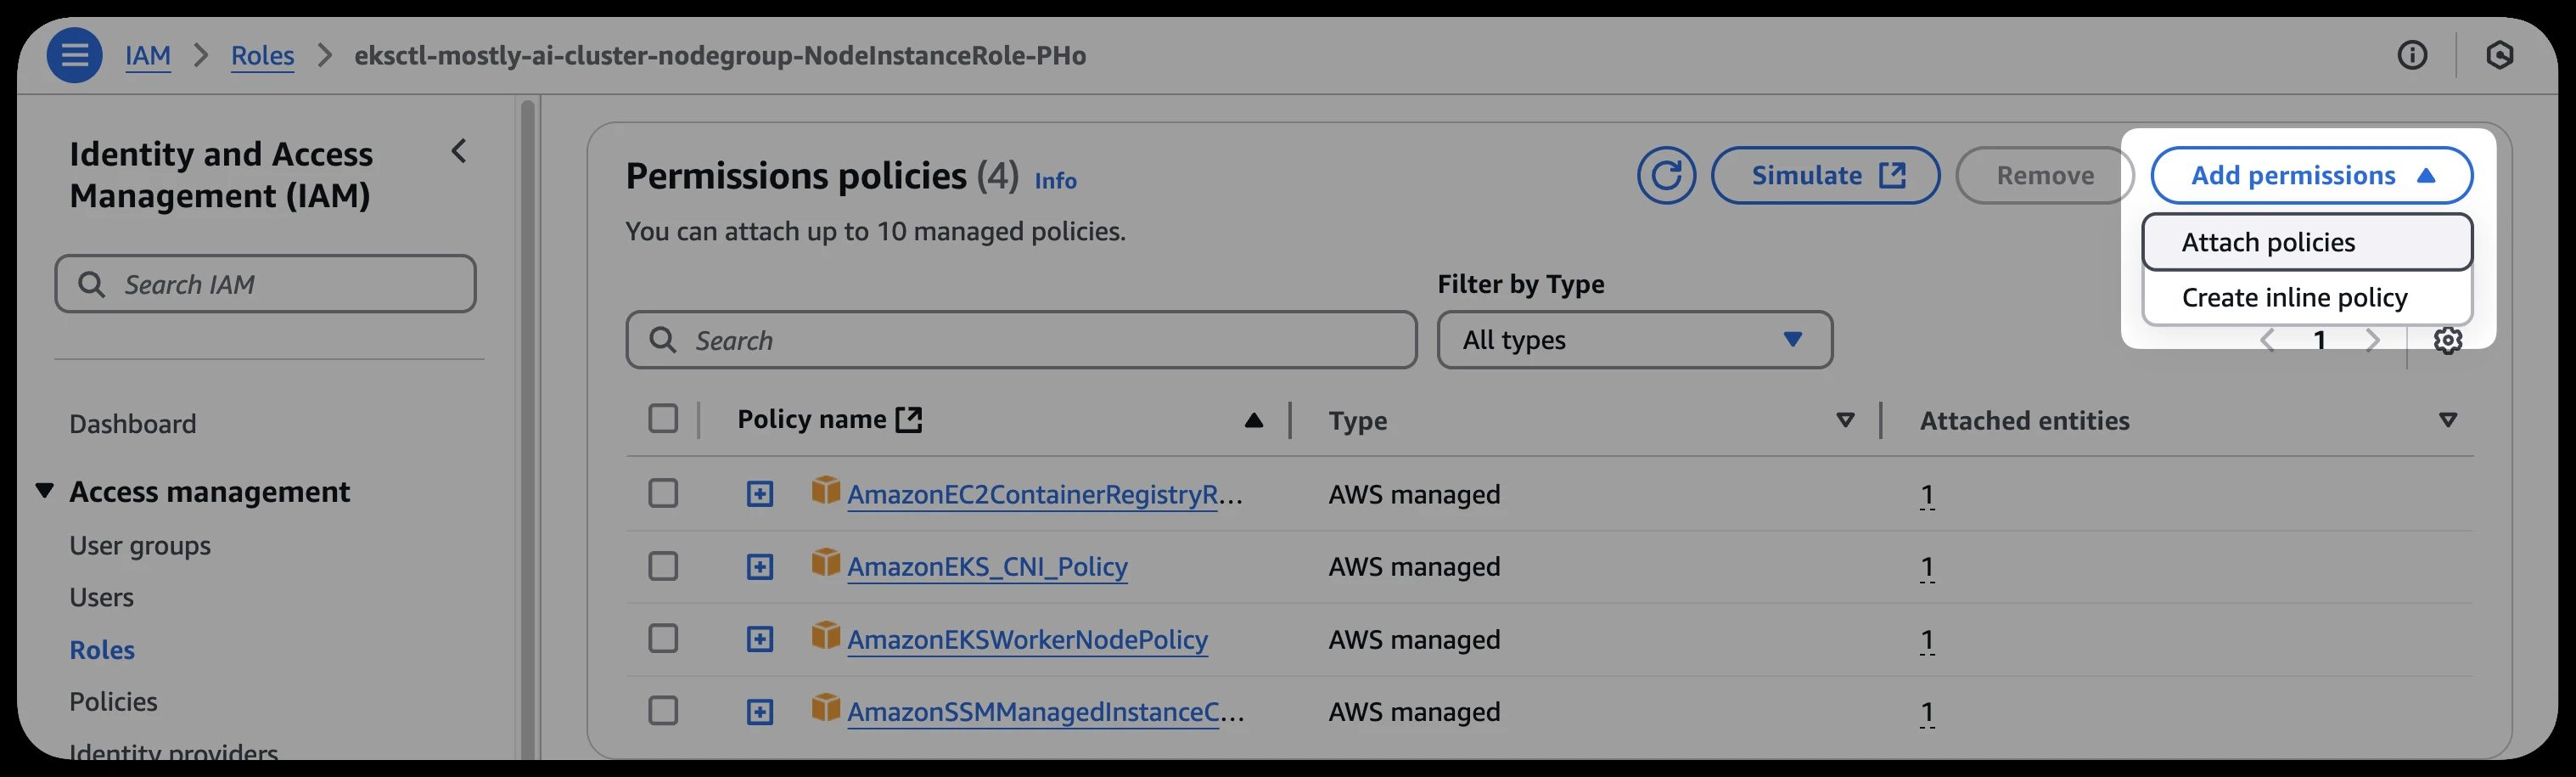 IAM > Roles > eksctl-mostly-ai-cluster-nodegroup-NodeInstanceRole-PHo
Identity and Access
Management (IAM)
Search IAM
Dashboard
Access management
User groups
Users
Roles
Policies
Identity providers
Permissions policies (4) Info
You can attach up to 10 managed policies.
Simulate
Remove
Add permissions
Attach policies
Create inline policy
Filter by Type
Search
All types
1
Policy name Type Attached entities
AmazonEC2ContainerRegistryR... AWS managed 1
AmazonEKS_CNI_Policy AWS managed 1
AmazonEKSWorkerNodePolicy AWS managed 1
AmazonSSMManagedInstanceC... AWS managed 1